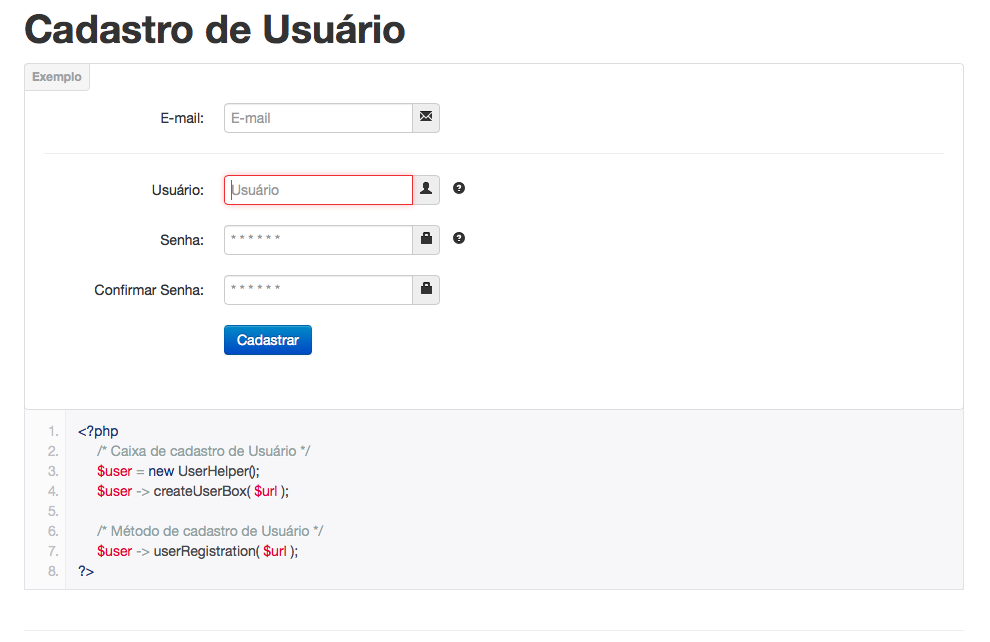 Cadastro de Usuário
Exemplo
E-mail: E-mail
Usuário: Usuário
Senha: * * * * * *
Confirmar Senha: * * * * * *
Cadastrar
1. <?php
2. /* Caixa de cadastro de Usuário */
3. $user = new UserHelper();
4. $user -> createUserBox( $url );
5.
6. /* Método de cadastro de Usuário */
7. $user -> userRegistration( $url );
8. ?>